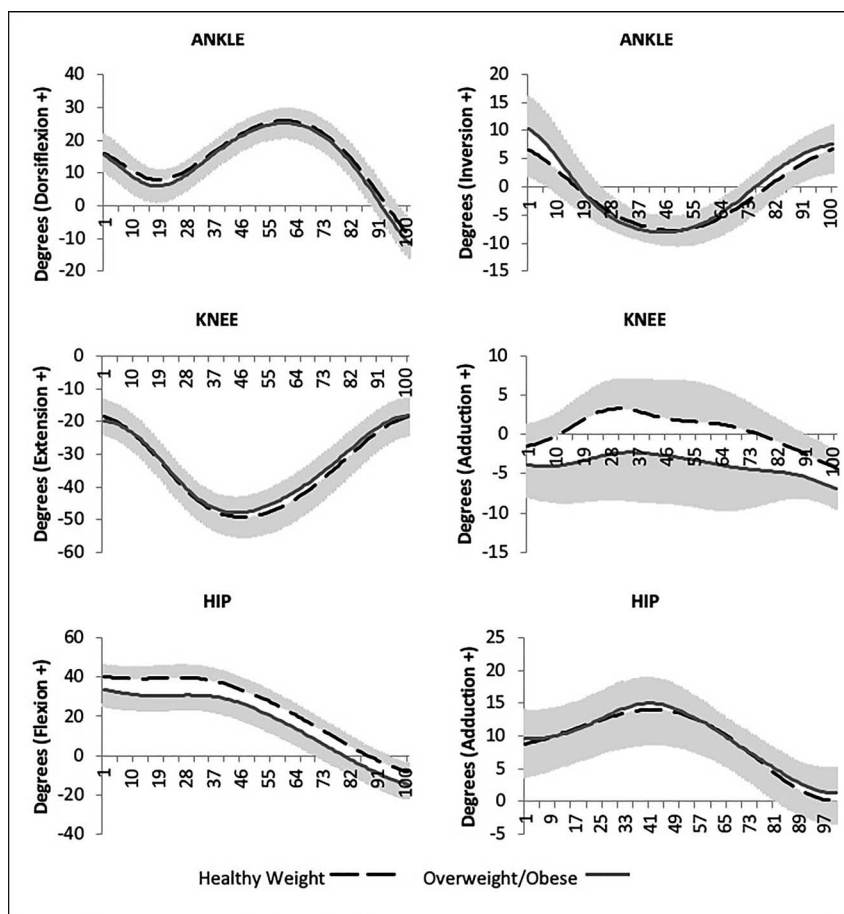 ANKLE
Degrees (Dorsiflexion +)
40
30
20
10
0
-10
-20
1 10 19 28 37 46 55 64 73 82 91 100
ANKLE
Degrees (Inversion +)
20
15
10
5
0
-5
-10
-15
1 10 19 28 37 46 55 64 73 82 91 100
KNEE
Degrees (Extension +)
0
-10
-20
-30
-40
-50
-60
1 10 19 28 37 46 55 64 73 82 91 100
KNEE
Degrees (Adduction +)
10
5
0
-5
-10
-15
1 10 19 28 37 46 55 64 73 82 91 100
HIP
Degrees (Flexion +)
60
40
20
0
-20
-40
1 10 19 28 37 46 55 64 73 82 91 100
HIP
Degrees (Adduction +)
25
20
15
10
5
0
-5
1 9 17 25 33 41 49 57 65 73 81 89 97
Healthy Weight Overweight/Obese